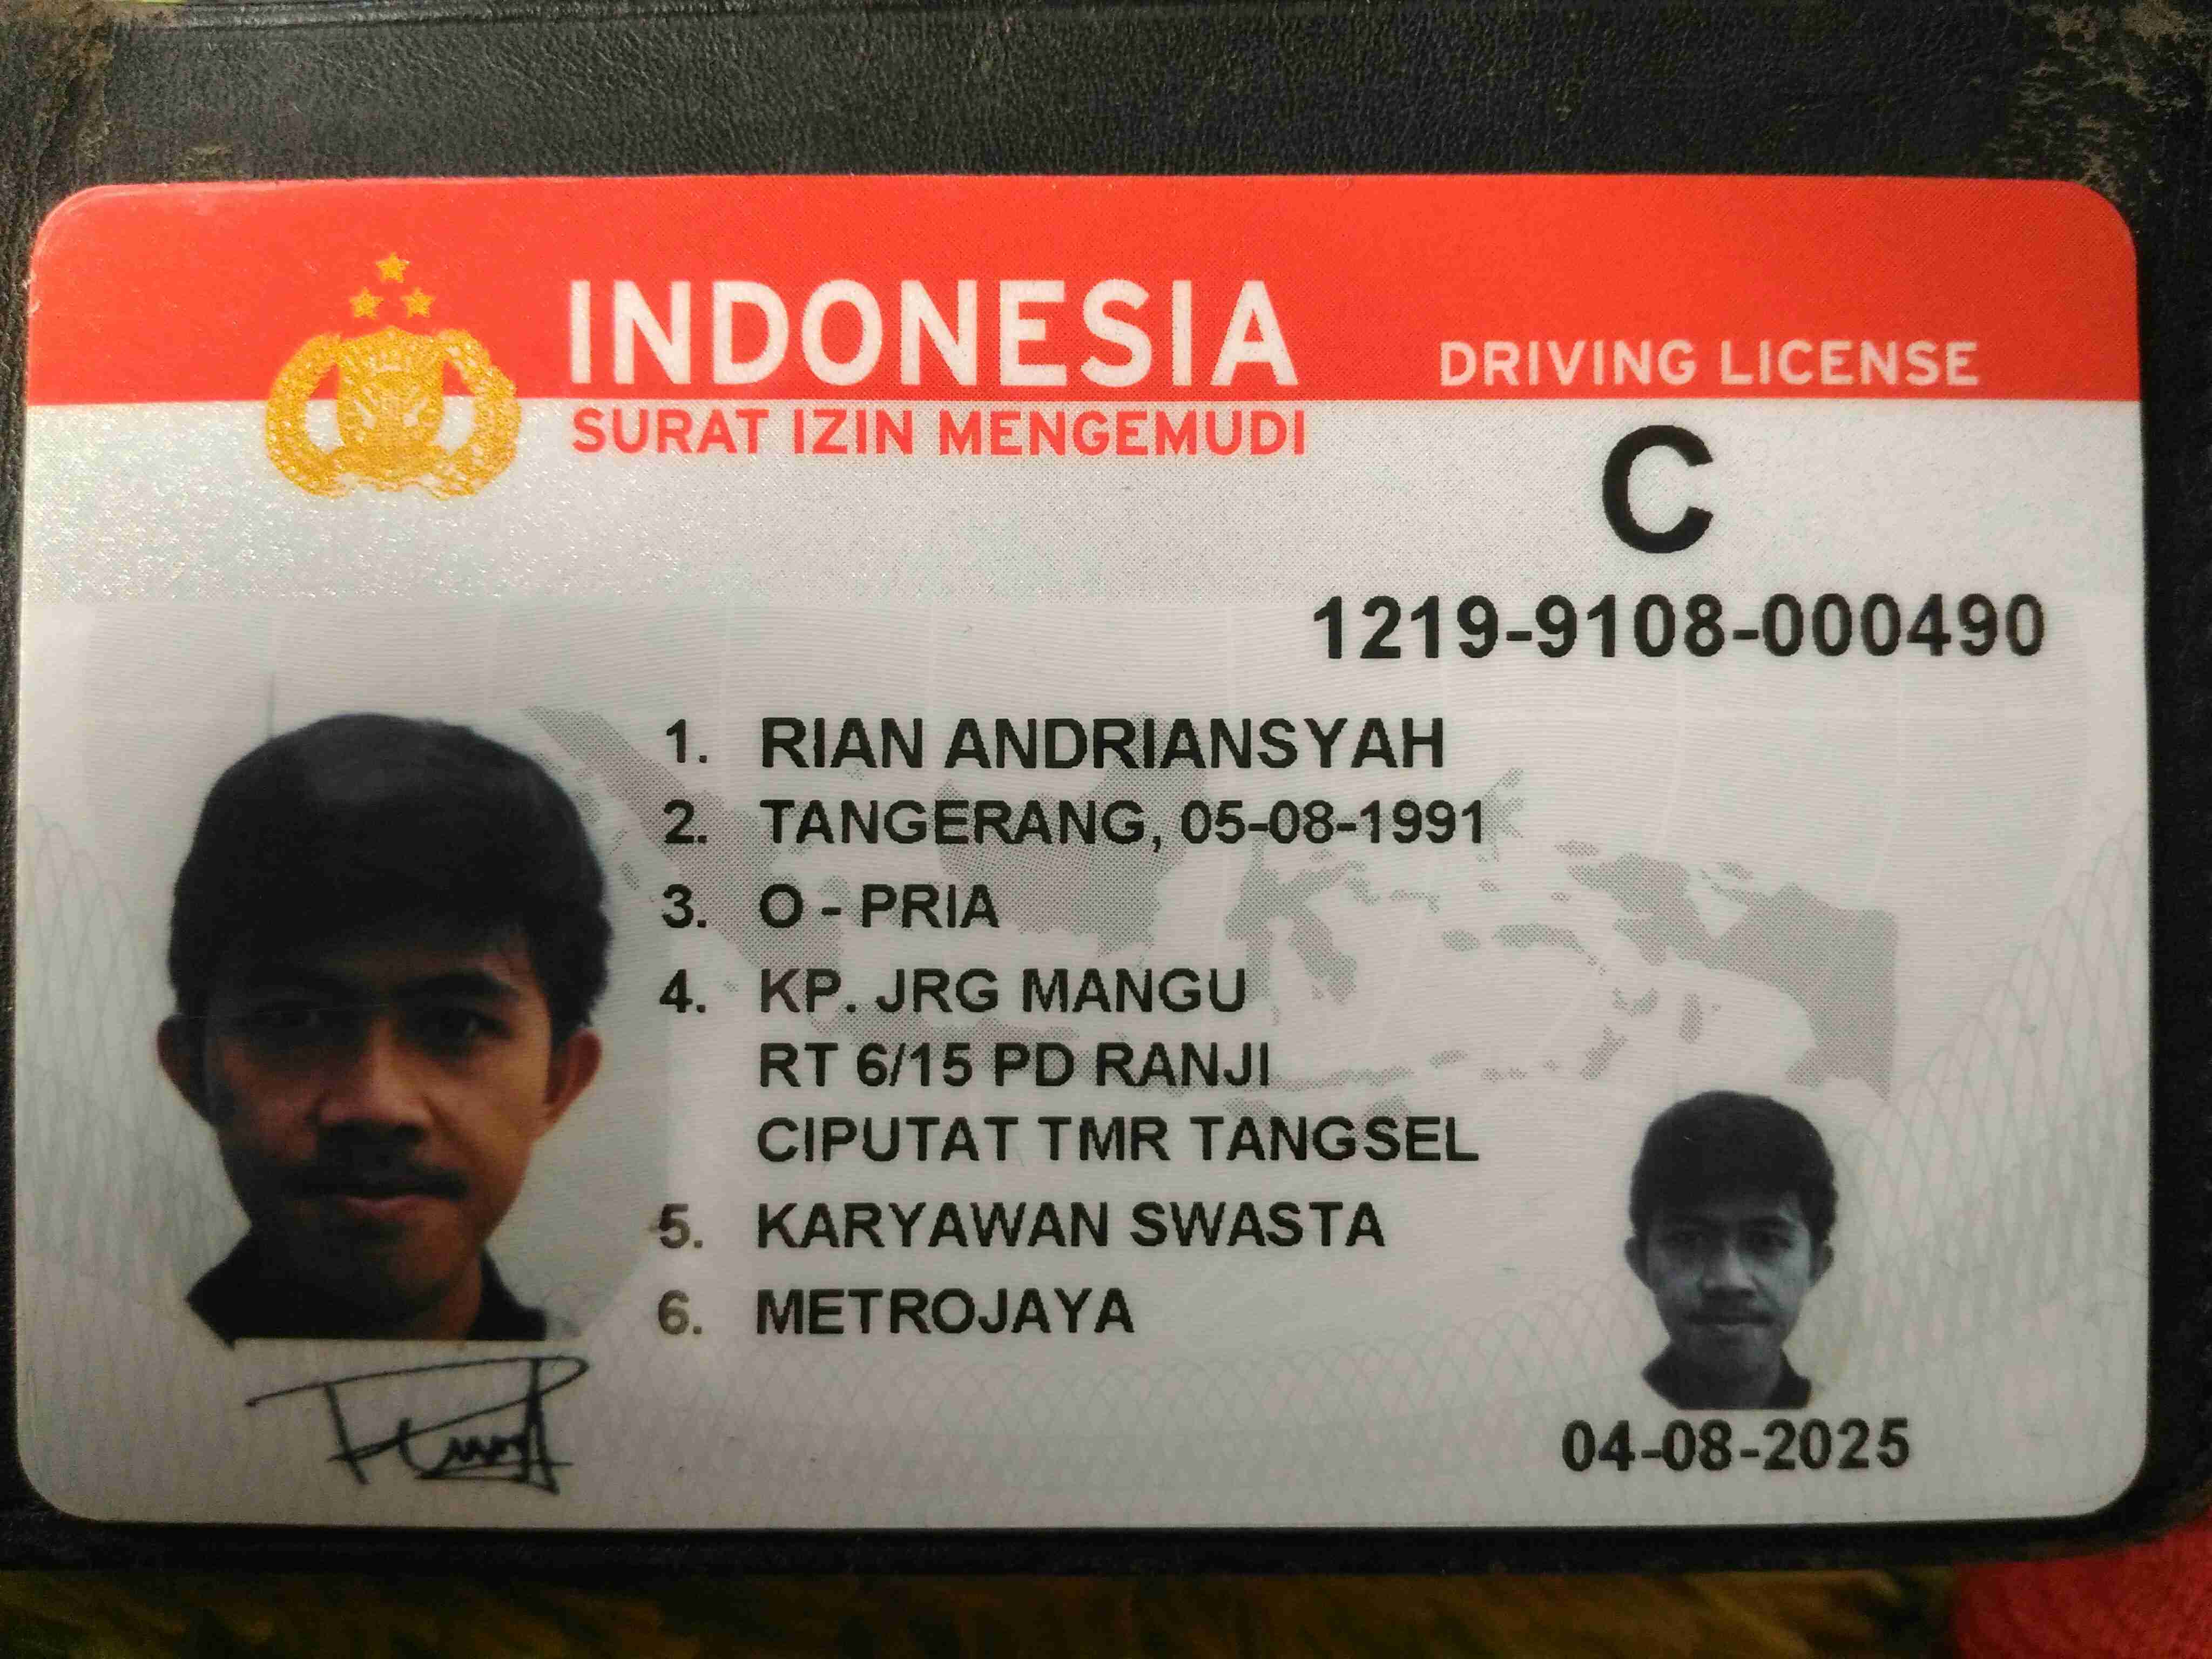 INDONESIA
DRIVING LICENSE
SURAT IZIN MENGEMUDI
C
1219-9108-000490
1. RIAN ANDRIANSYAH
2. TANGERANG, 05-08-1991
3. O - PRIA
4. KP. JRG MANGU
RT 6/15 PD RANJI
CIPUTAT TMR TANGSEL
5. KARYAWAN SWASTA
6. METROJAYA
04-08-2025